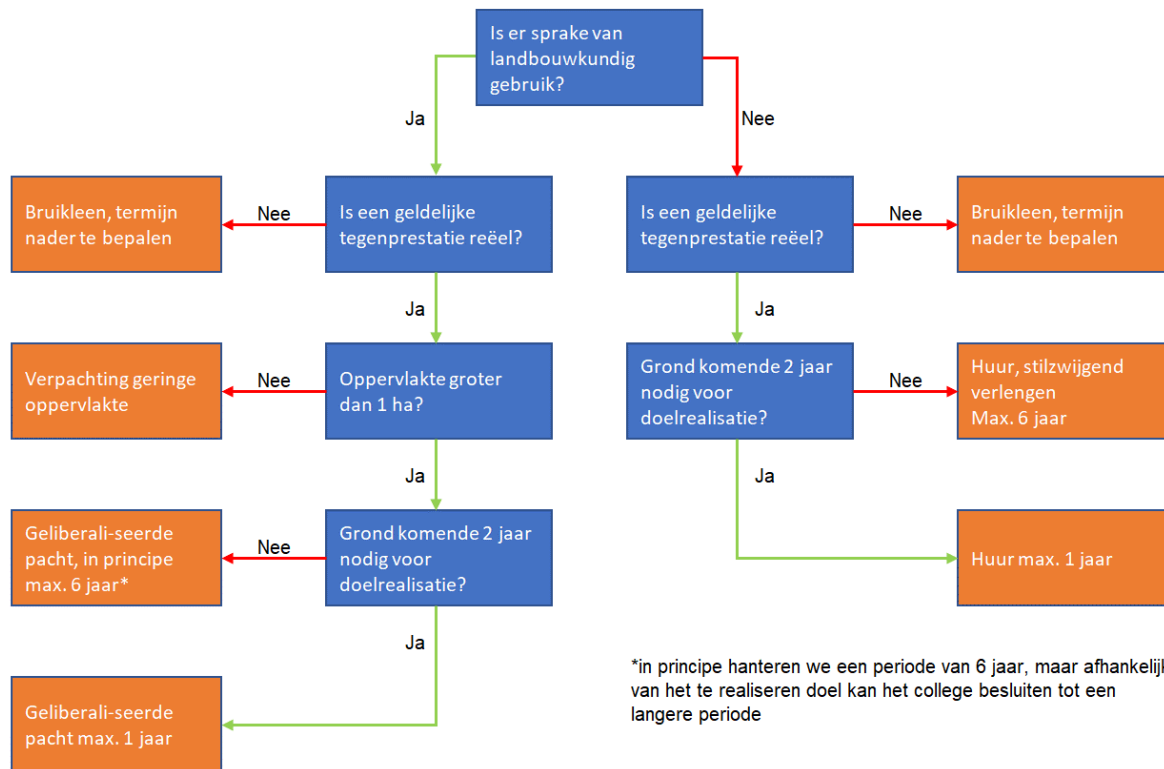 Is er sprake van
landbouwkundig
gebruik?
Ja
Nee
Bruikleen, termijn
nader te bepalen
Nee
Is een geldelijke
tegenprestatie reëel?
Is een geldelijke
tegenprestatie reëel?
Nee
Bruikleen, termijn
nader te bepalen
Ja
Ja
Verpachting geringe
oppervlakte
Nee
Oppervlakte groter
dan 1 ha?
Grond komende 2 jaar
nodig voor
doelrealisatie?
Nee
Huur, stilzwijgend
verlengen
Max. 6 jaar
Ja
Ja
Geliberali-seerde
pacht, in principe
max. 6 jaar*
Nee
Grond komende 2 jaar
nodig voor
doelrealisatie?
Huur max. 1 jaar
Ja
Geliberali-seerde
pacht max. 1 jaar
*in principe hanteren we een periode van 6 jaar, maar afhankelijk
van het te realiseren doel kan het college besluiten tot een
langere periode